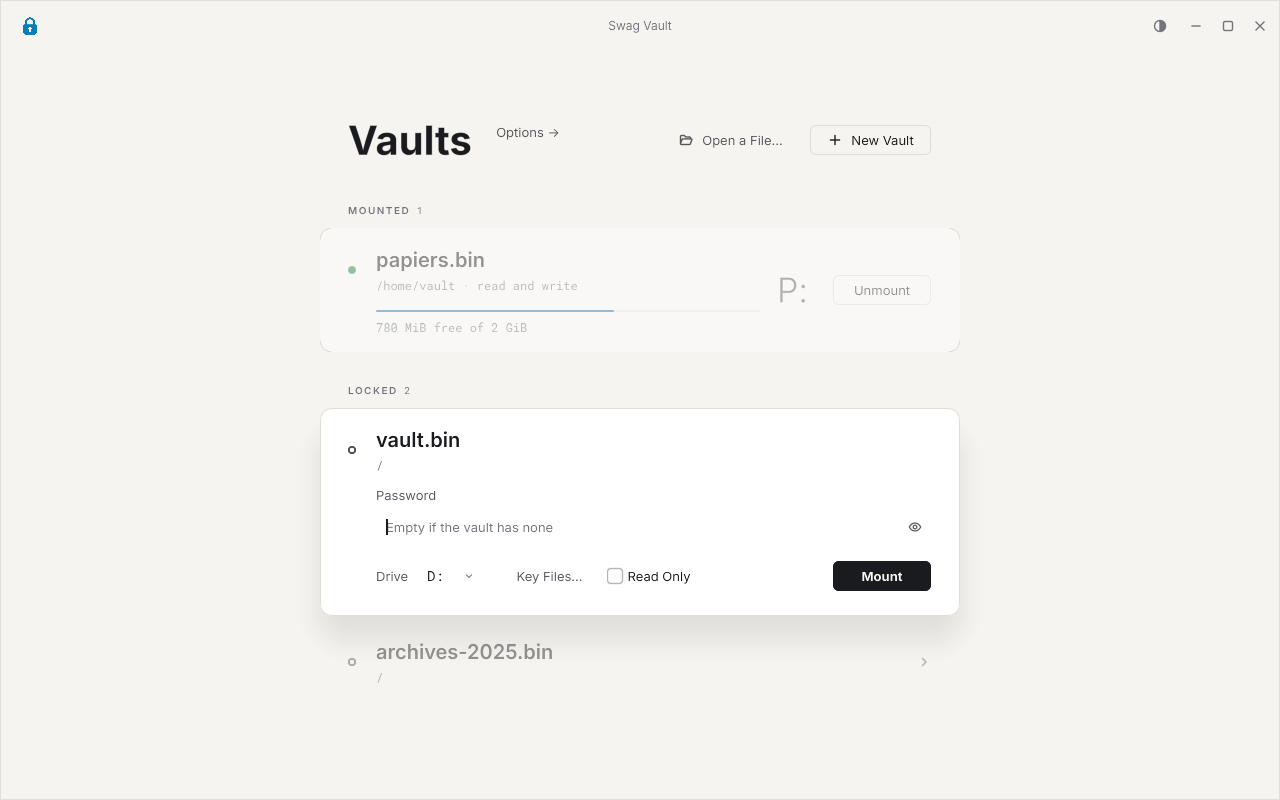 Swag Vault
Vaults
Options →
Open a File...
+ New Vault
MOUNTED 1
papiers.bin
/home/vault · read and write
780 MiB free of 2 GiB
P:
Unmount
LOCKED 2
vault.bin
/
Password
Empty if the vault has none
Drive D: Key Files... Read Only Mount
archives-2025.bin
/